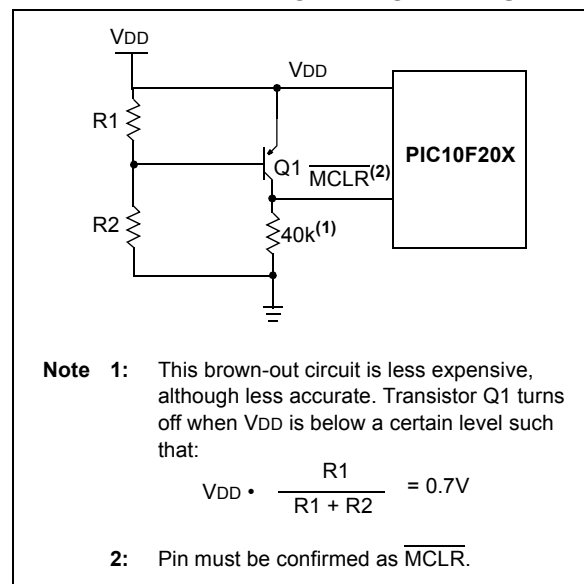 VDD
VDD
R1
Q1
MCLR(2)
PIC10F20X
R2
40k(1)
Note 1: This brown-out circuit is less expensive,
although less accurate. Transistor Q1 turns
off when VDD is below a certain level such
that:
VDD • R1 / R1 + R2 = 0.7V
2: Pin must be confirmed as MCLR.